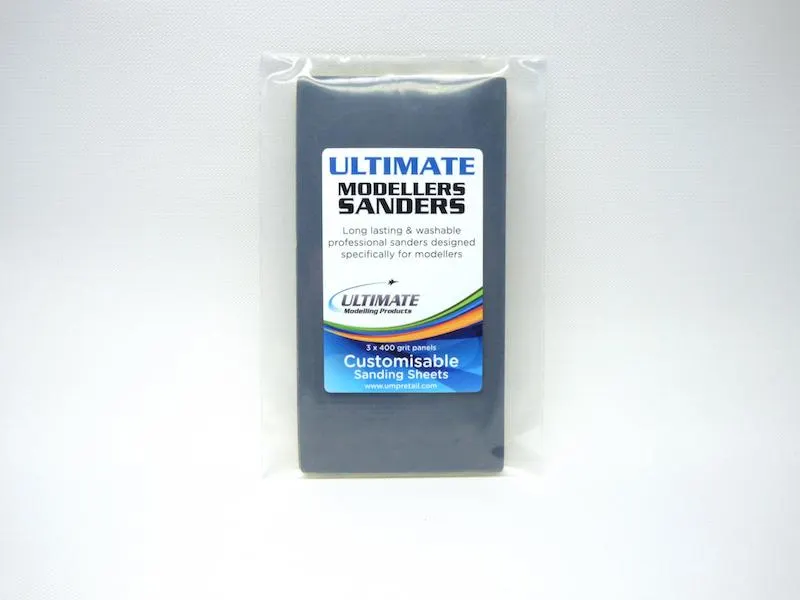 ULTIMATE
MODELLERS
SANDERS
Long lasting & washable
professional sanders designed
specifically for modellers
ULTIMATE
Modelling Products
3 x 400 grit panels
Customisable
Sanding Sheets
www.umpretail.com